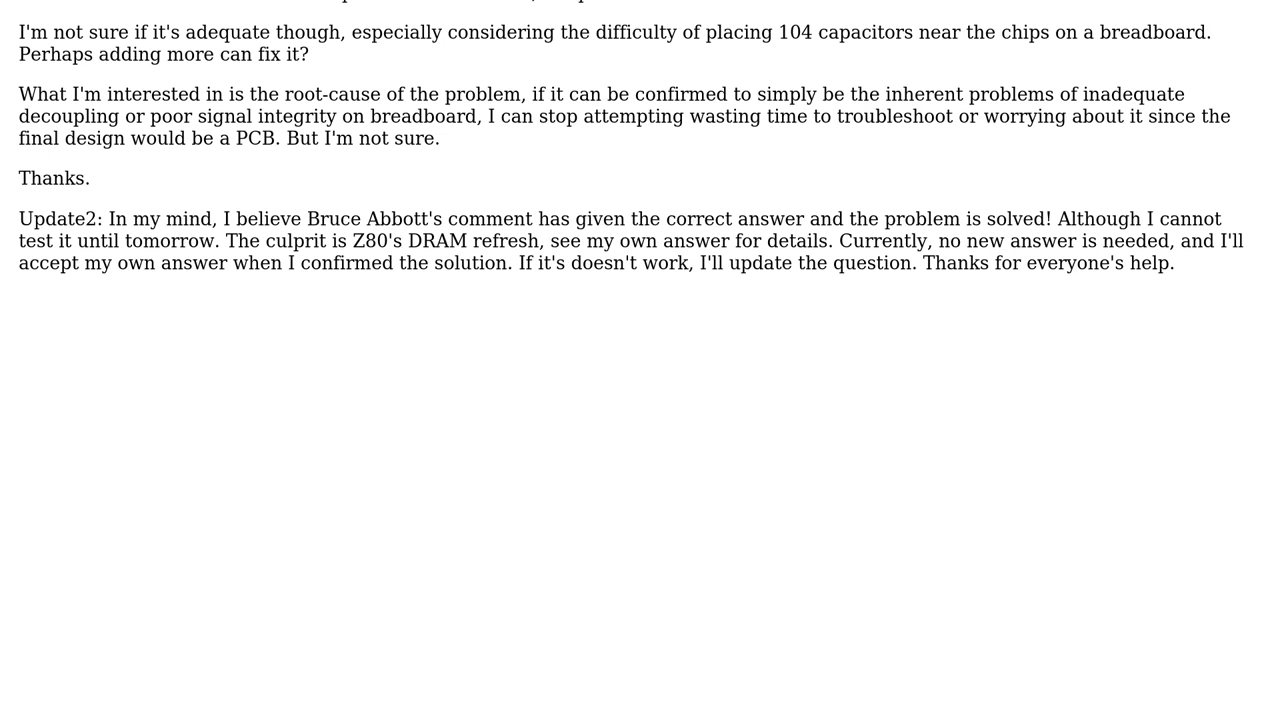 I'm not sure if it's adequate though, especially considering the difficulty of placing 104 capacitors near the chips on a breadboard.
Perhaps adding more can fix it?
What I'm interested in is the root-cause of the problem, if it can be confirmed to simply be the inherent problems of inadequate
decoupling or poor signal integrity on breadboard, I can stop attempting wasting time to troubleshoot or worrying about it since the
final design would be a PCB. But I'm not sure.
Thanks.
Update2: In my mind, I believe Bruce Abbott's comment has given the correct answer and the problem is solved! Although I cannot
test it until tomorrow. The culprit is Z80's DRAM refresh, see my own answer for details. Currently, no new answer is needed, and I'll
accept my own answer when I confirmed the solution. If it's doesn't work, I'll update the question. Thanks for everyone's help.